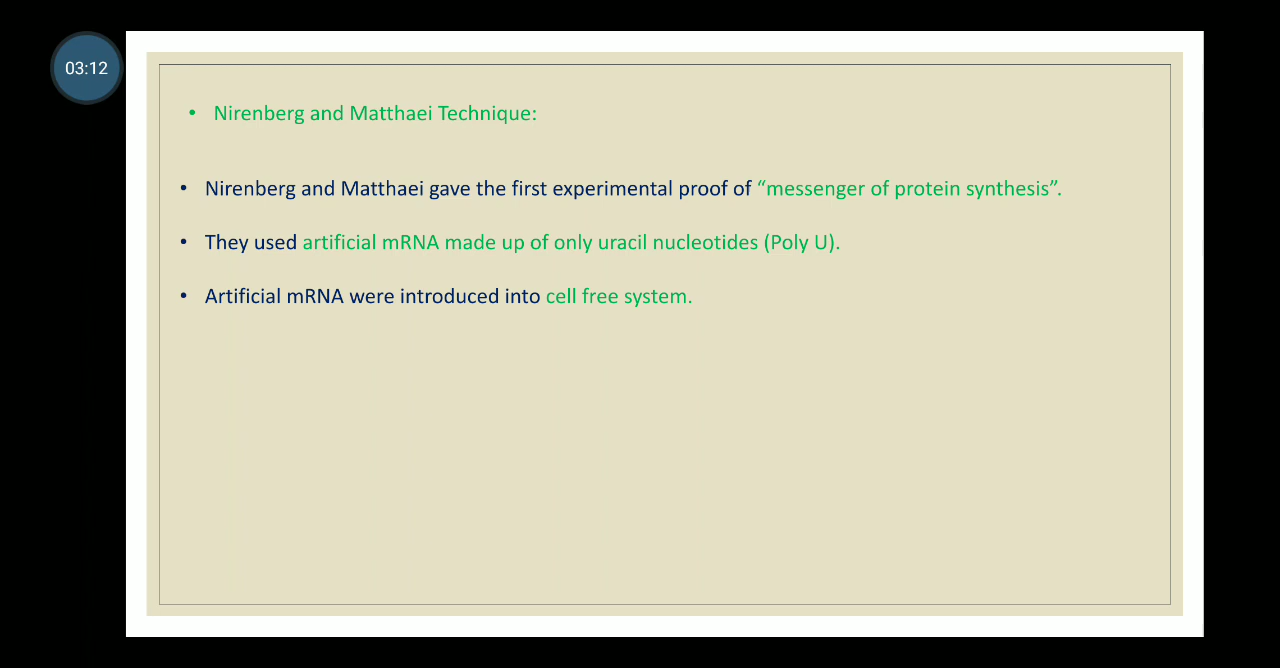 03:12
• Nirenberg and Matthaei Technique:
• Nirenberg and Matthaei gave the first experimental proof of “messenger of protein synthesis”.
• They used artificial mRNA made up of only uracil nucleotides (Poly U).
• Artificial mRNA were introduced into cell free system.